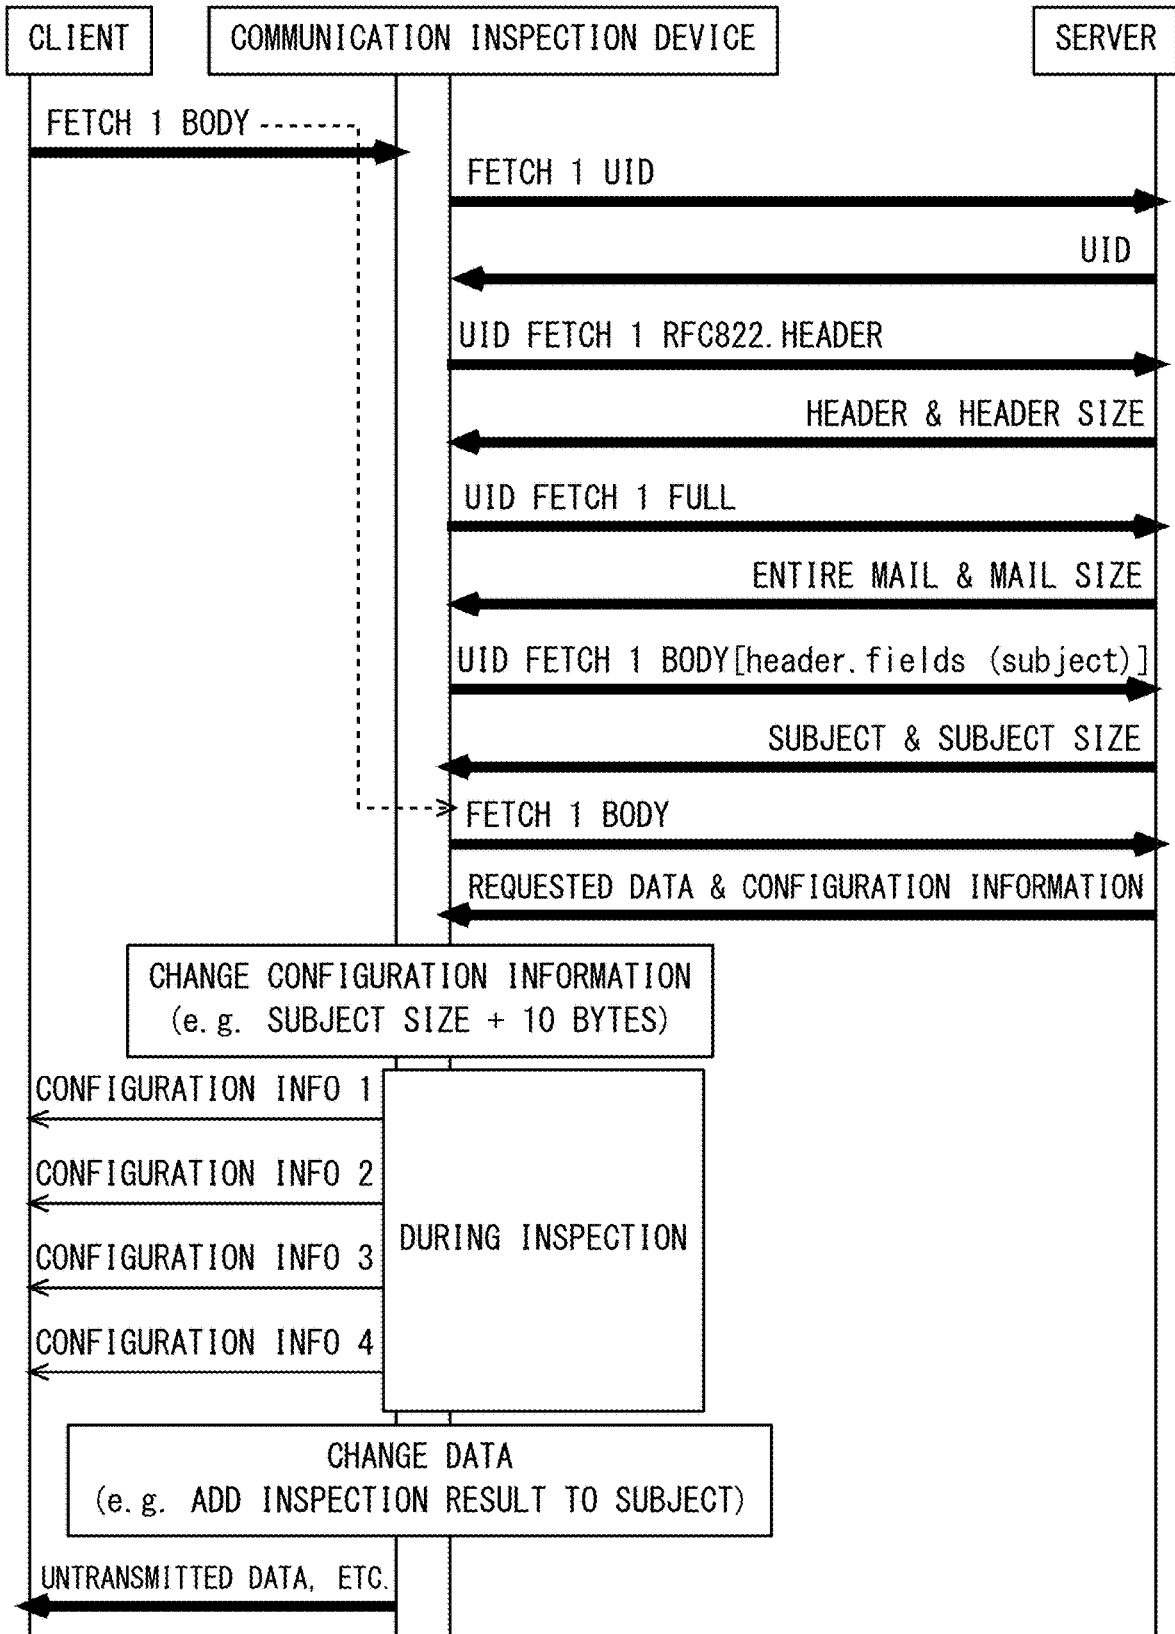 CLIENT
COMMUNICATION INSPECTION DEVICE
SERVER
FETCH 1 BODY
FETCH 1 UID
UID
UID FETCH 1 RFC822.HEADER
HEADER & HEADER SIZE
UID FETCH 1 FULL
ENTIRE MAIL & MAIL SIZE
UID FETCH 1 BODY[header.fields (subject)]
SUBJECT & SUBJECT SIZE
FETCH 1 BODY
REQUESTED DATA & CONFIGURATION INFORMATION
CHANGE CONFIGURATION INFORMATION
(e.g. SUBJECT SIZE + 10 BYTES)
CONFIGURATION INFO 1
CONFIGURATION INFO 2
DURING INSPECTION
CONFIGURATION INFO 3
CONFIGURATION INFO 4
CHANGE DATA
(e.g. ADD INSPECTION RESULT TO SUBJECT)
UNTRANSMITTED DATA, ETC.